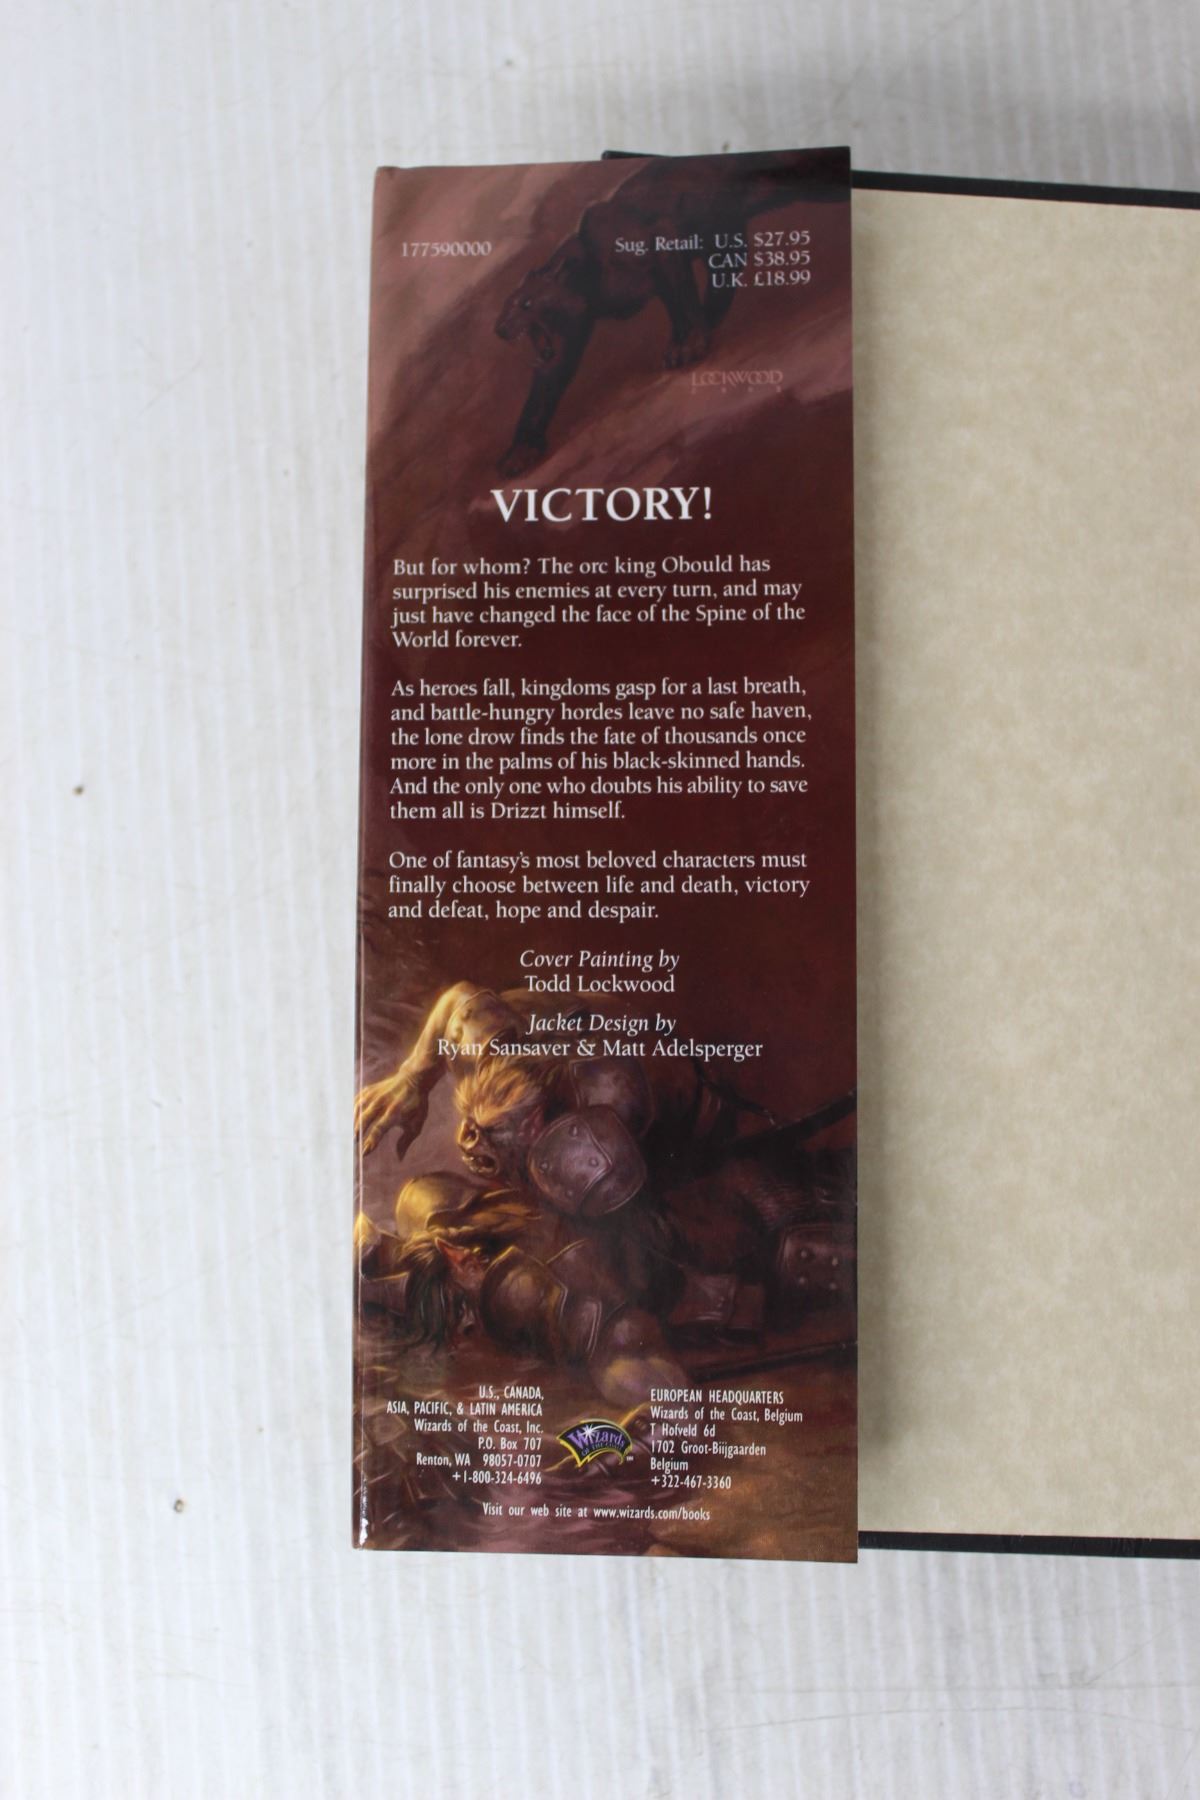 177590000
Sug. Retail: U.S. $27.95
CAN $38.95
U.K. £18.99
LOCKWOOD
VICTORY!
But for whom? The orc king Obould has
surprised his enemies at every turn, and may
just have changed the face of the Spine of the
World forever.
As heroes fall, kingdoms gasp for a last breath,
and battle-hungry hordes leave no safe haven,
the lone drow finds the fate of thousands once
more in the palms of his black-skinned hands.
And the only one who doubts his ability to save
them all is Drizzt himself.
One of fantasy's most beloved characters must
finally choose between life and death, victory
and defeat, hope and despair.
Cover Painting by
Todd Lockwood
Jacket Design by
Ryan Sansaver & Matt Adelsperger
U.S., CANADA,
ASIA, PACIFIC, & LATIN AMERICA
Wizards of the Coast, Inc.
P.O. Box 707
Renton, WA 98057-0707
+1-800-324-6496
Wizards
OF THE COAST
TM
EUROPEAN HEADQUARTERS
Wizards of the Coast, Belgium
T Hofveld 6d
1702 Groot-Biijgaarden
Belgium
+322-467-3360
Visit our web site at www.wizards.com/books